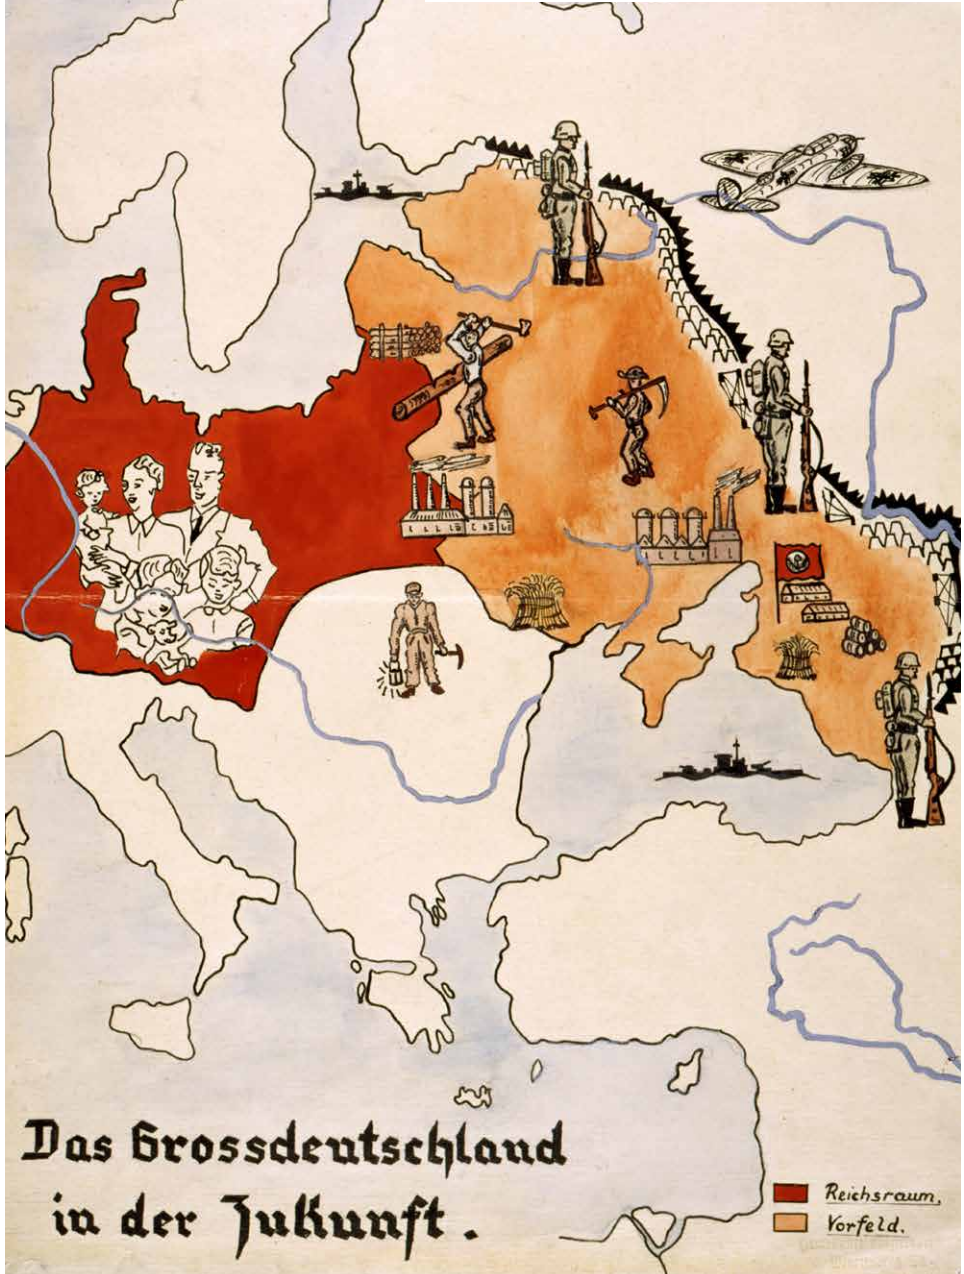 Das Grossdeutschland
in der Zukunft.
Reichsraum,
Vorfeld.